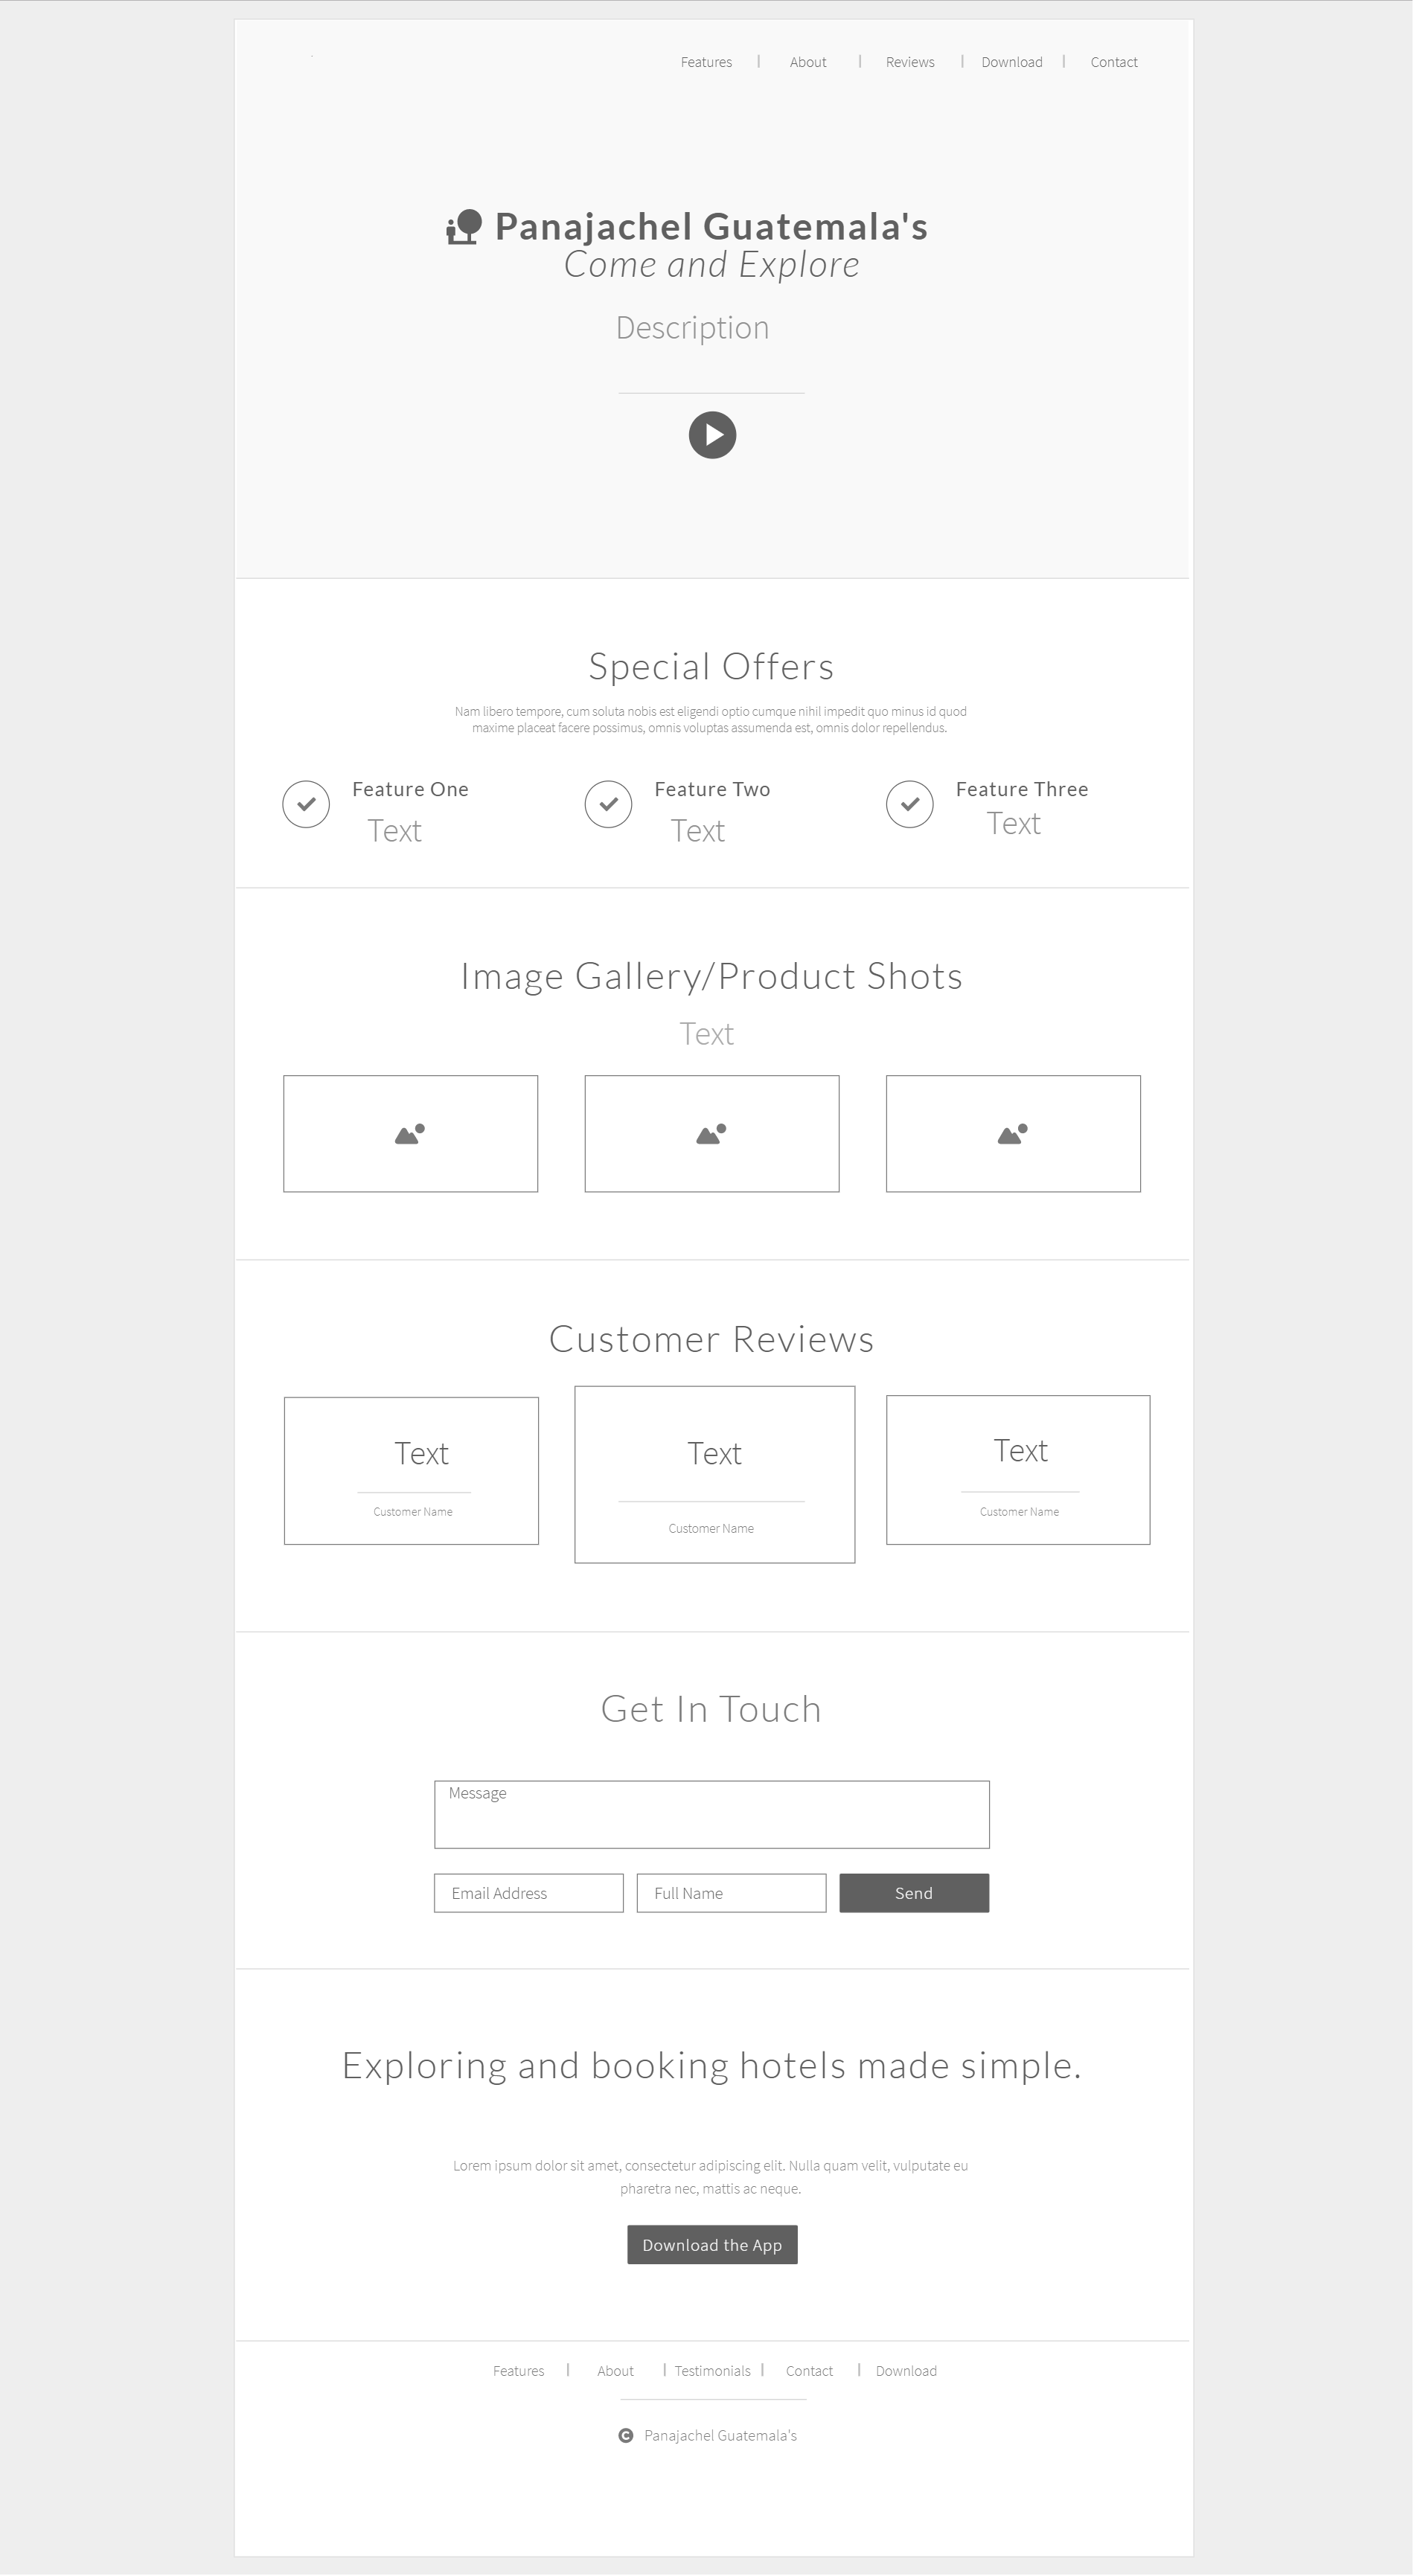 Features | About | Reviews | Download | Contact
Panajachel Guatemala's
Come and Explore
Description
Special Offers
Nam libero tempore, cum soluta nobis est eligendi optio cumque nihil impedit quo minus id quod
maxime placeat facere possimus, omnis voluptas assumenda est, omnis dolor repellendus.
Feature One
Text
Feature Two
Text
Feature Three
Text
Image Gallery/Product Shots
Text
Customer Reviews
Text
Customer Name
Text
Customer Name
Text
Customer Name
Get In Touch
Message
Email Address
Full Name
Send
Exploring and booking hotels made simple.
Lorem ipsum dolor sit amet, consectetur adipiscing elit. Nulla quam velit, vulputate eu
pharetra nec, mattis ac neque.
Download the App
Features | About | Testimonials | Contact | Download
© Panajachel Guatemala's